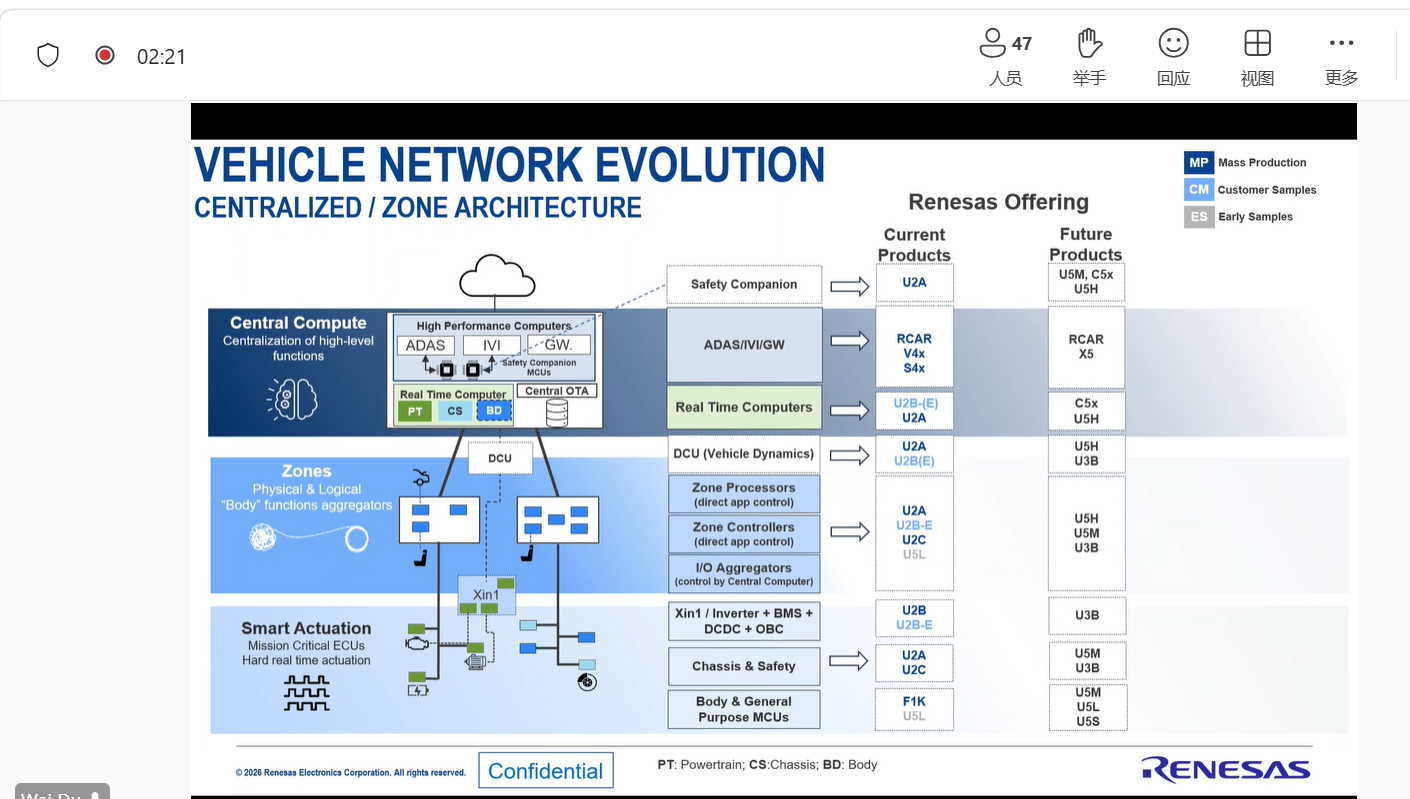 02:21
47
人员
举手
回应
视图
更多
VEHICLE NETWORK EVOLUTION
CENTRALIZED / ZONE ARCHITECTURE
MP Mass Production
CM Customer Samples
ES Early Samples
Renesas Offering
Current
Products
Future
Products
Central Compute
Centralization of high-level
functions
High Performance Computers
ADAS
IVI
GW.
Safety Companion
MCUs
Real Time Computer
PT
CS
BD
Central OTA
DCU
Zones
Physical & Logical
“Body” functions aggregators
Xin1
Smart Actuation
Mission Critical ECUs
Hard real time actuation
Safety Companion
U2A
U5M, C5x
U5H
ADAS/IVI/GW
RCAR
V4x
S4x
RCAR
X5
Real Time Computers
U2B-(E)
U2A
C5x
U5H
DCU (Vehicle Dynamics)
U2A
U2B(E)
U5H
U3B
Zone Processors
(direct app control)
Zone Controllers
(direct app control)
I/O Aggregators
(control by Central Computer)
U2A
U2B-E
U2C
U5L
U5H
U5M
U3B
Xin1 / Inverter + BMS +
DCDC + OBC
U2B
U2B-E
U3B
Chassis & Safety
U2A
U2C
U5M
U3B
Body & General
Purpose MCUs
F1K
U5L
U5M
U5L
U5S
© 2026 Renesas Electronics Corporation. All rights reserved.
Confidential
PT: Powertrain; CS:Chassis; BD: Body
RENESAS
Wei Du